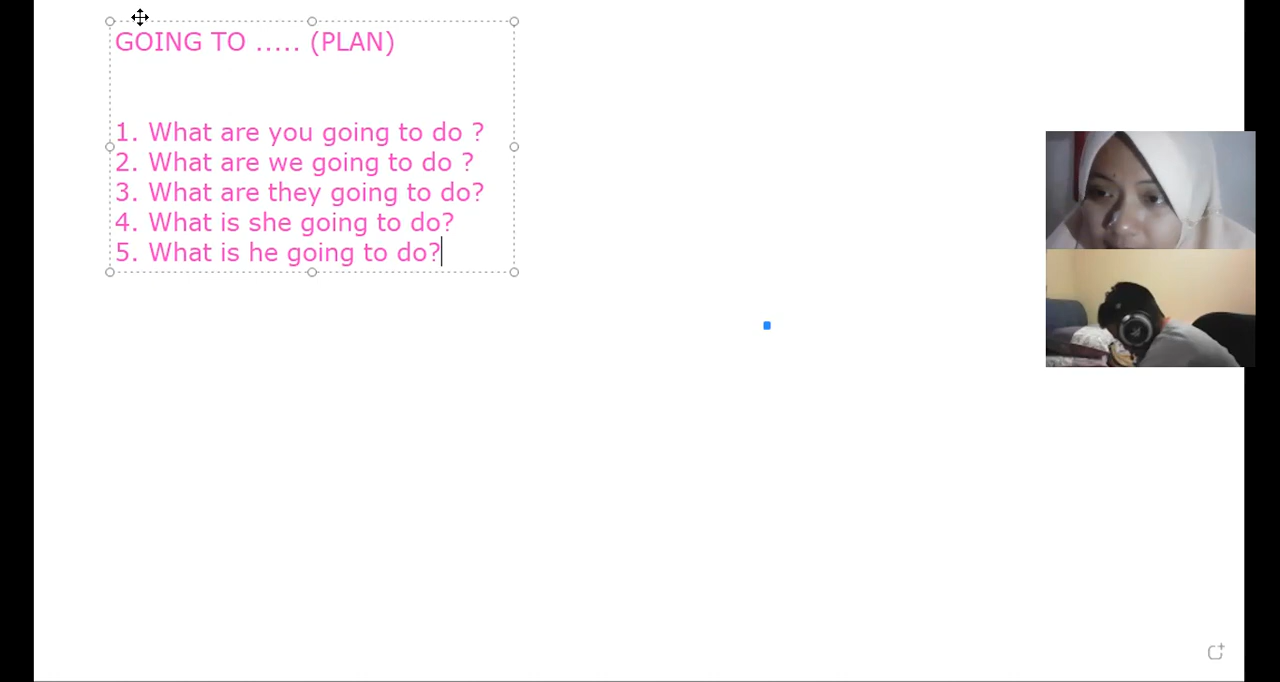 GOING TO ..... (PLAN)
1. What are you going to do ?
2. What are we going to do ?
3. What are they going to do?
4. What is she going to do?
5. What is he going to do?